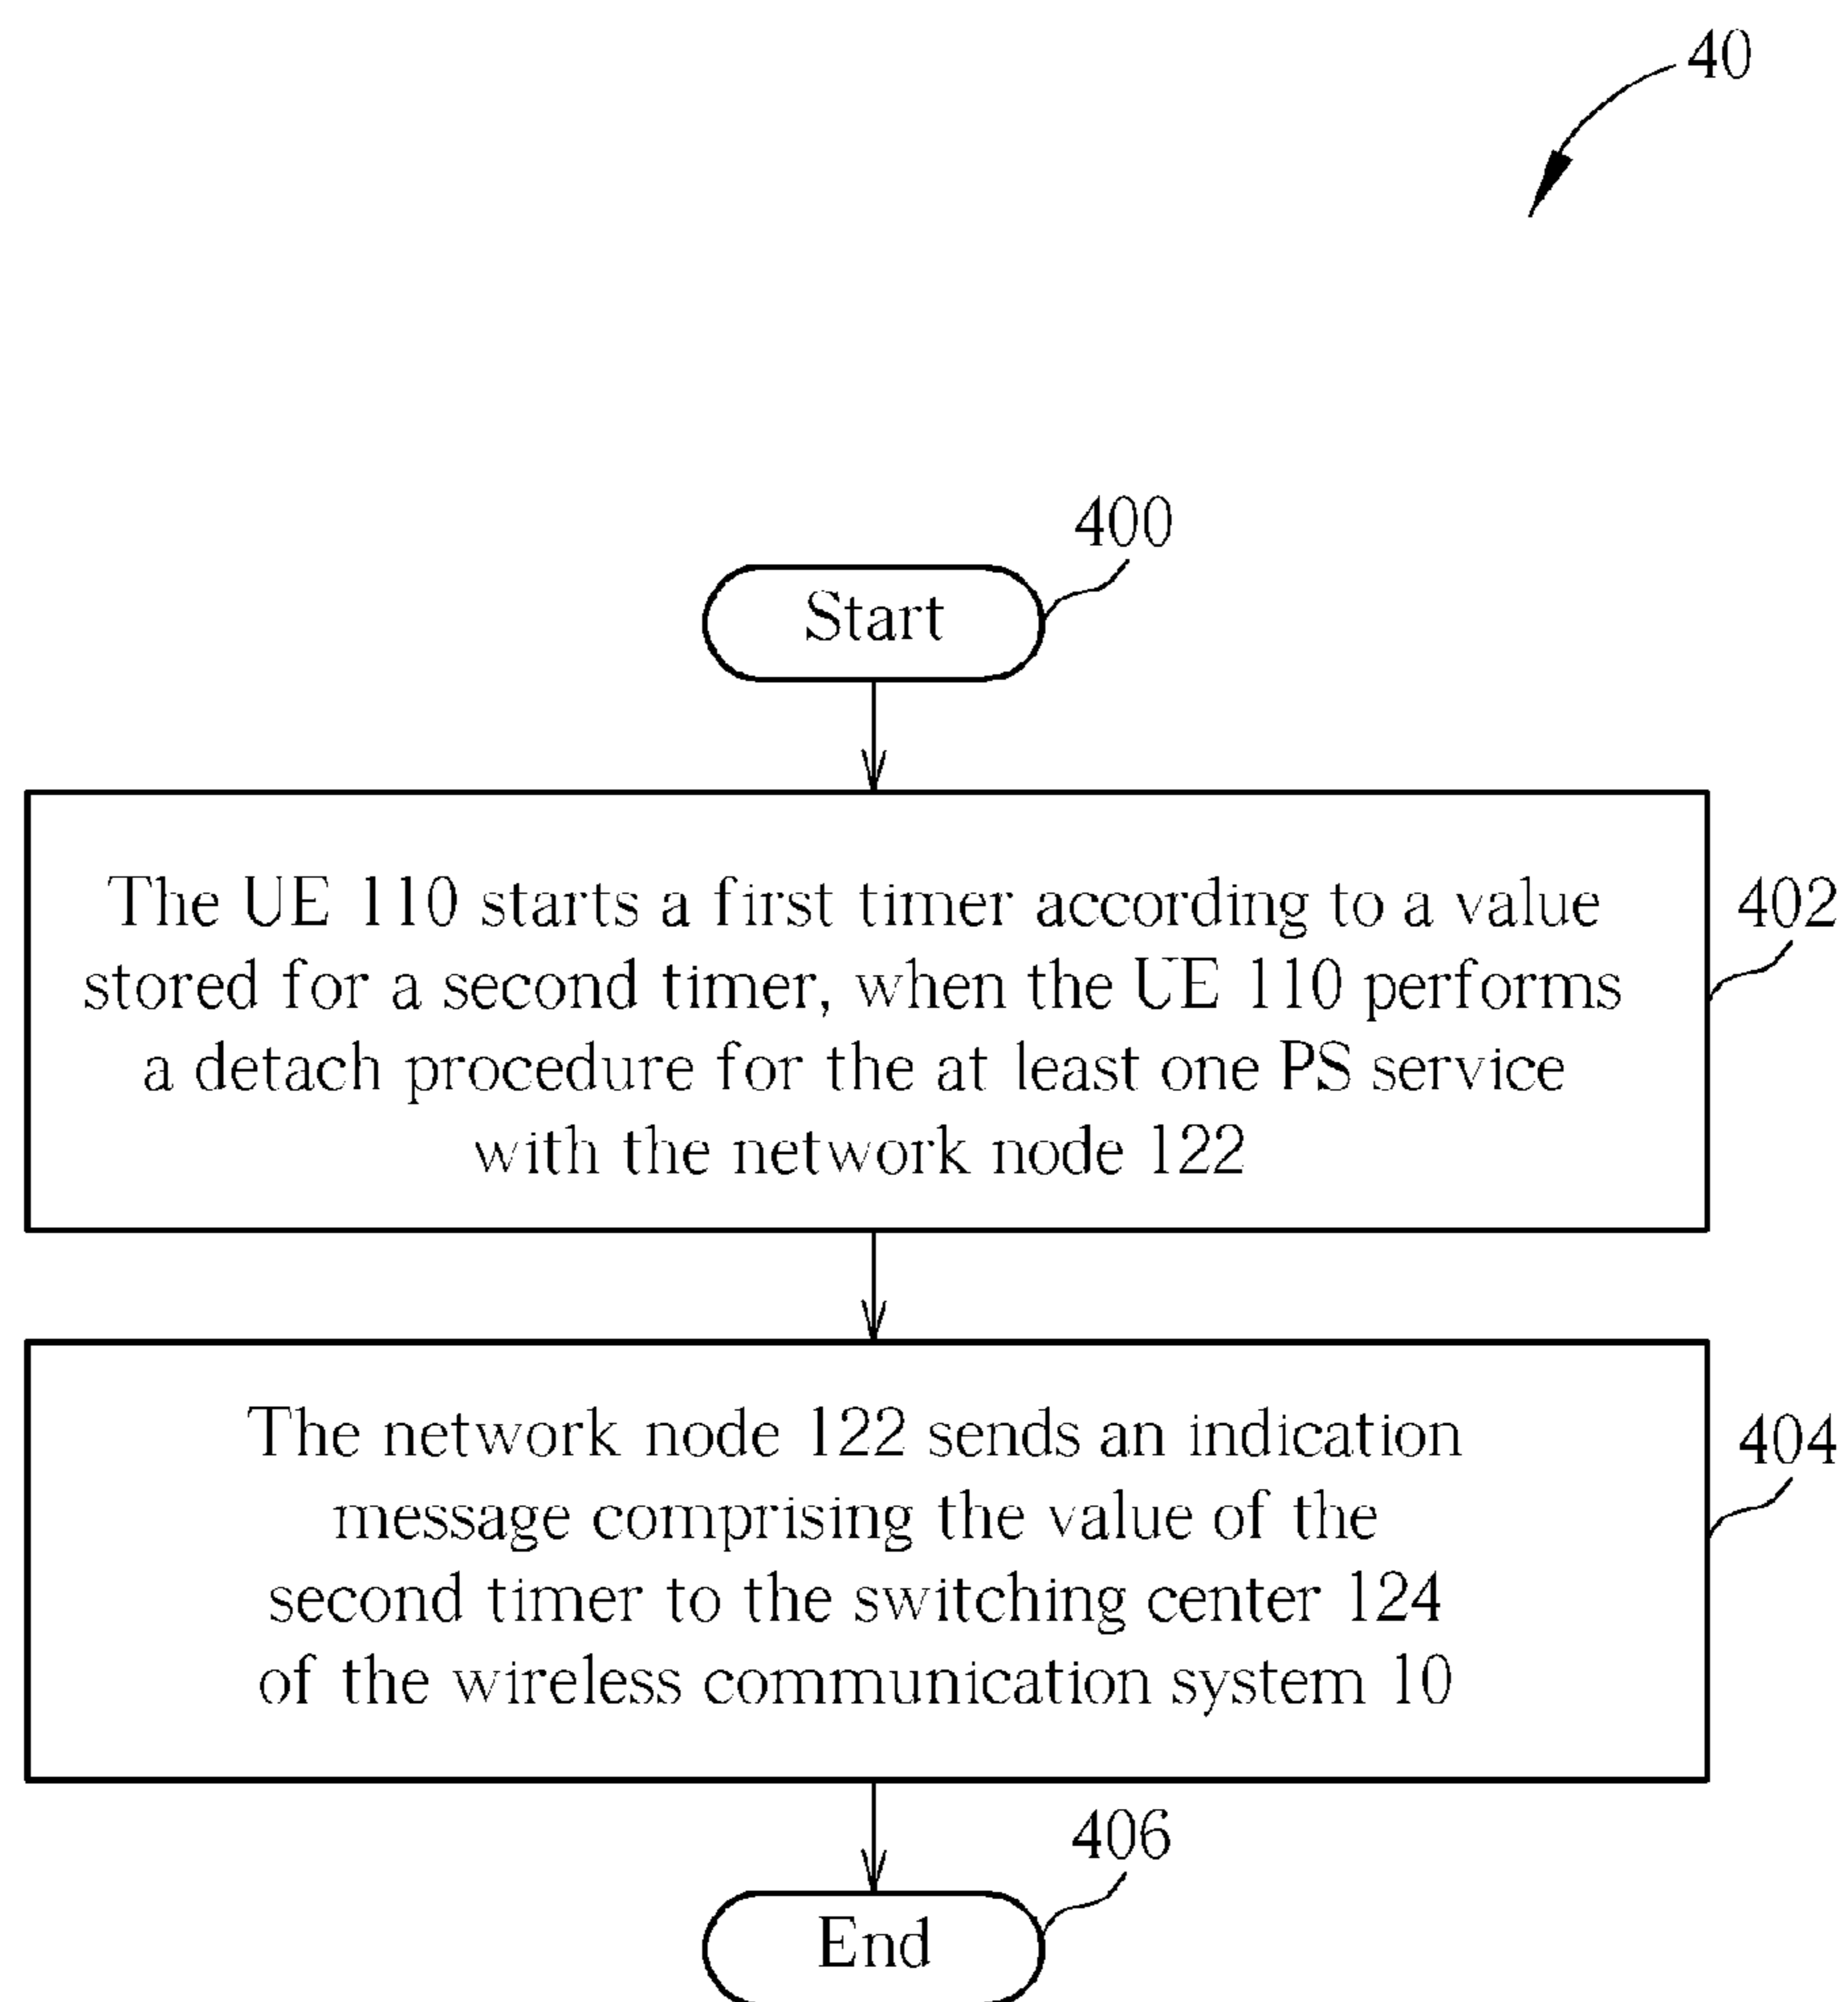 40
400
Start
The UE 110 starts a first timer according to a value
stored for a second timer, when the UE 110 performs
a detach procedure for the at least one PS service
with the network node 122
402
The network node 122 sends an indication
message comprising the value of the
second timer to the switching center 124
of the wireless communication system 10
404
406
End